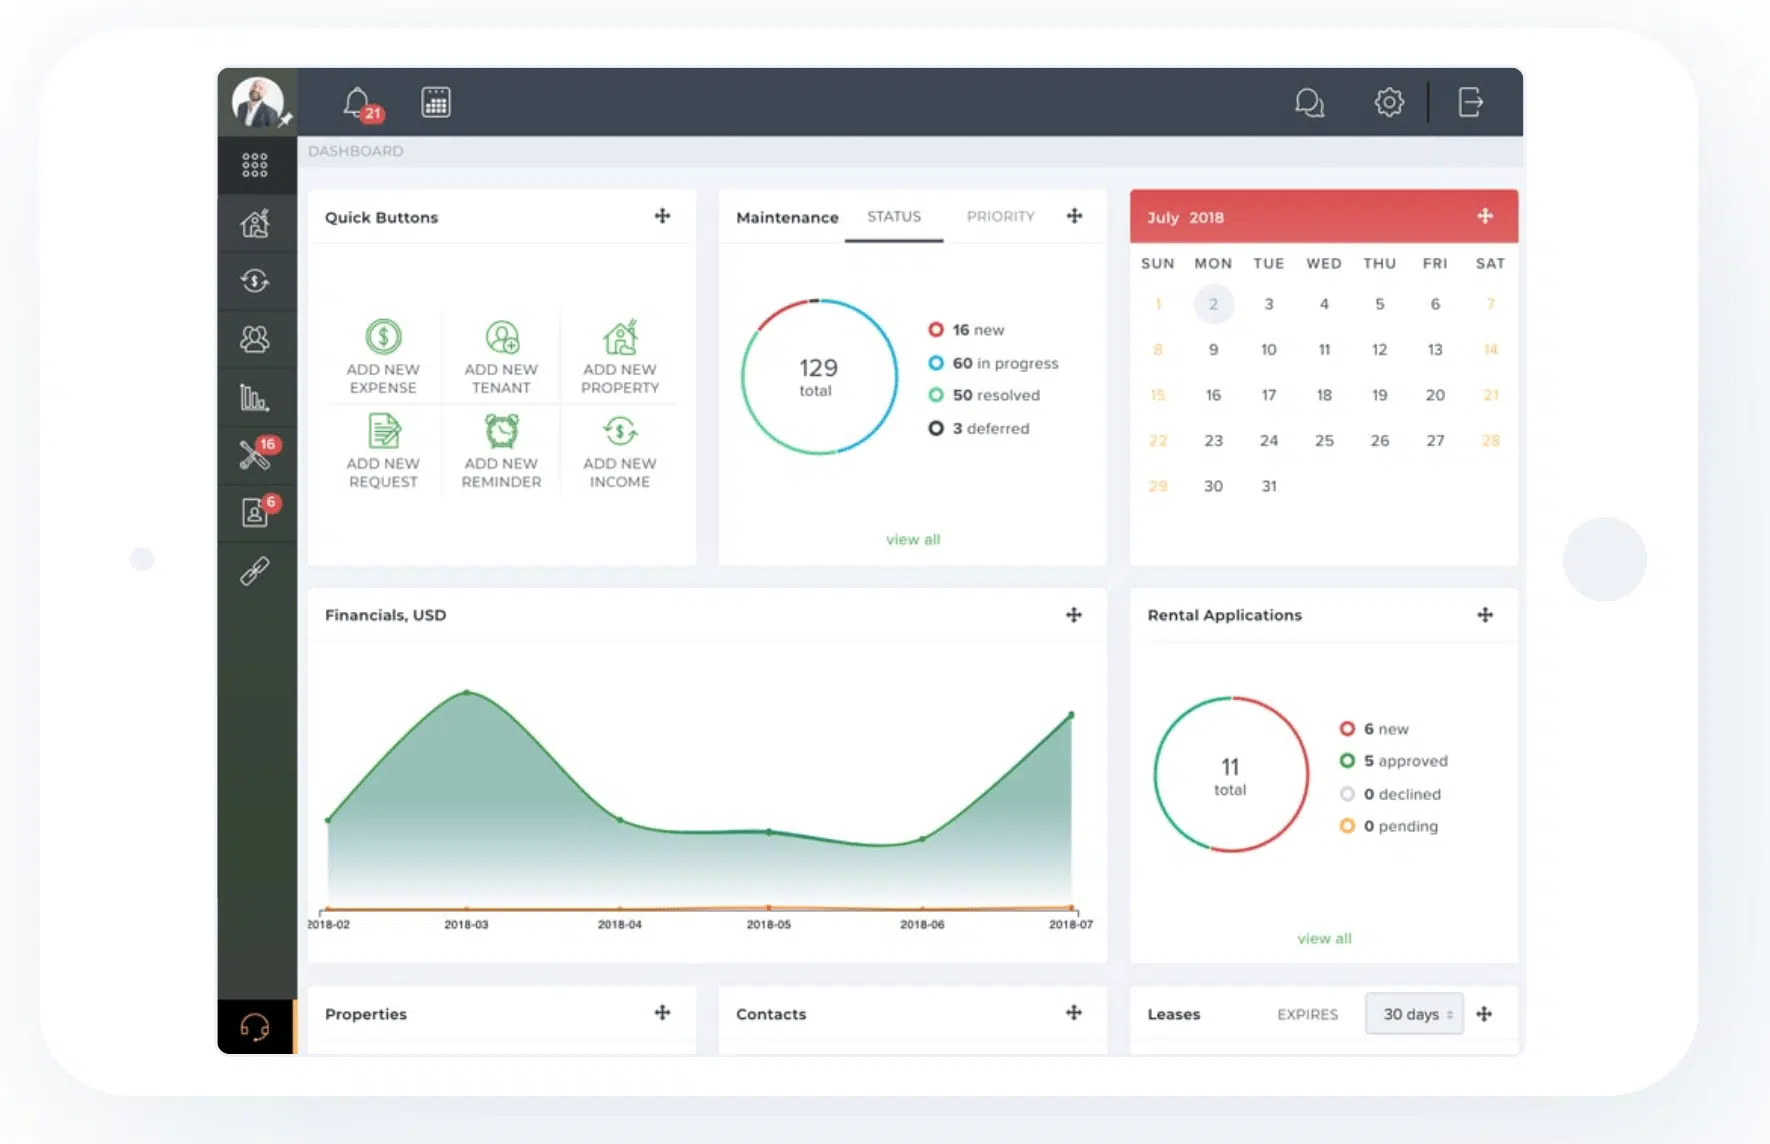 21
DASHBOARD
Quick Buttons
ADD NEW
EXPENSE
ADD NEW
TENANT
ADD NEW
PROPERTY
ADD NEW
REQUEST
ADD NEW
REMINDER
ADD NEW
INCOME
Maintenance STATUS PRIORITY
129
total
16 new
60 in progress
50 resolved
3 deferred
view all
July 2018
SUN MON TUE WED THU FRI SAT
1 2 3 4 5 6 7
8 9 10 11 12 13 14
15 16 17 18 19 20 21
22 23 24 25 26 27 28
29 30 31
16
6
Financials, USD
2018-02 2018-03 2018-04 2018-05 2018-06 2018-07
Rental Applications
11
total
6 new
5 approved
0 declined
0 pending
view all
Properties
Contacts
Leases EXPIRES 30 days